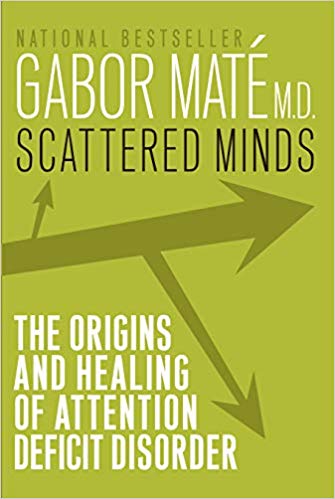 NATIONAL BESTSELLER
GABOR MATÉ M.D.
SCATTERED MINDS
THE ORIGINS
AND HEALING
OF ATTENTION
DEFICIT DISORDER